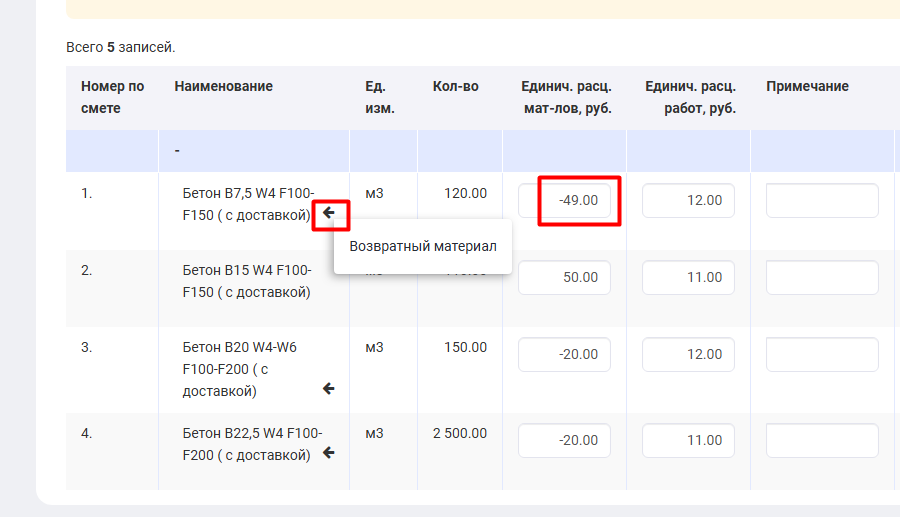 Всего 5 записей.
Номер по смете
Наименование
Ед. изм.
Кол-во
Единич. расц. мат-лов, руб.
Единич. расц. работ, руб.
Примечание
-
1.
Бетон В7,5 W4 F100-
F150 ( с доставкой)
м3
120.00
-49.00
12.00
Возвратный материал
2.
Бетон В15 W4 F100-
F150 ( с доставкой)
50.00
11.00
3.
Бетон В20 W4-W6
F100-F200 ( с
доставкой)
м3
150.00
-20.00
12.00
4.
Бетон В22,5 W4 F100-
F200 ( с доставкой)
м3
2 500.00
-20.00
11.00